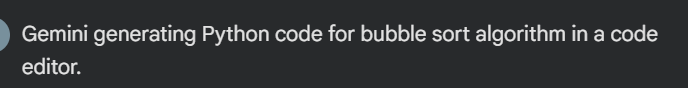 Gemini generating Python code for bubble sort algorithm in a code
editor.